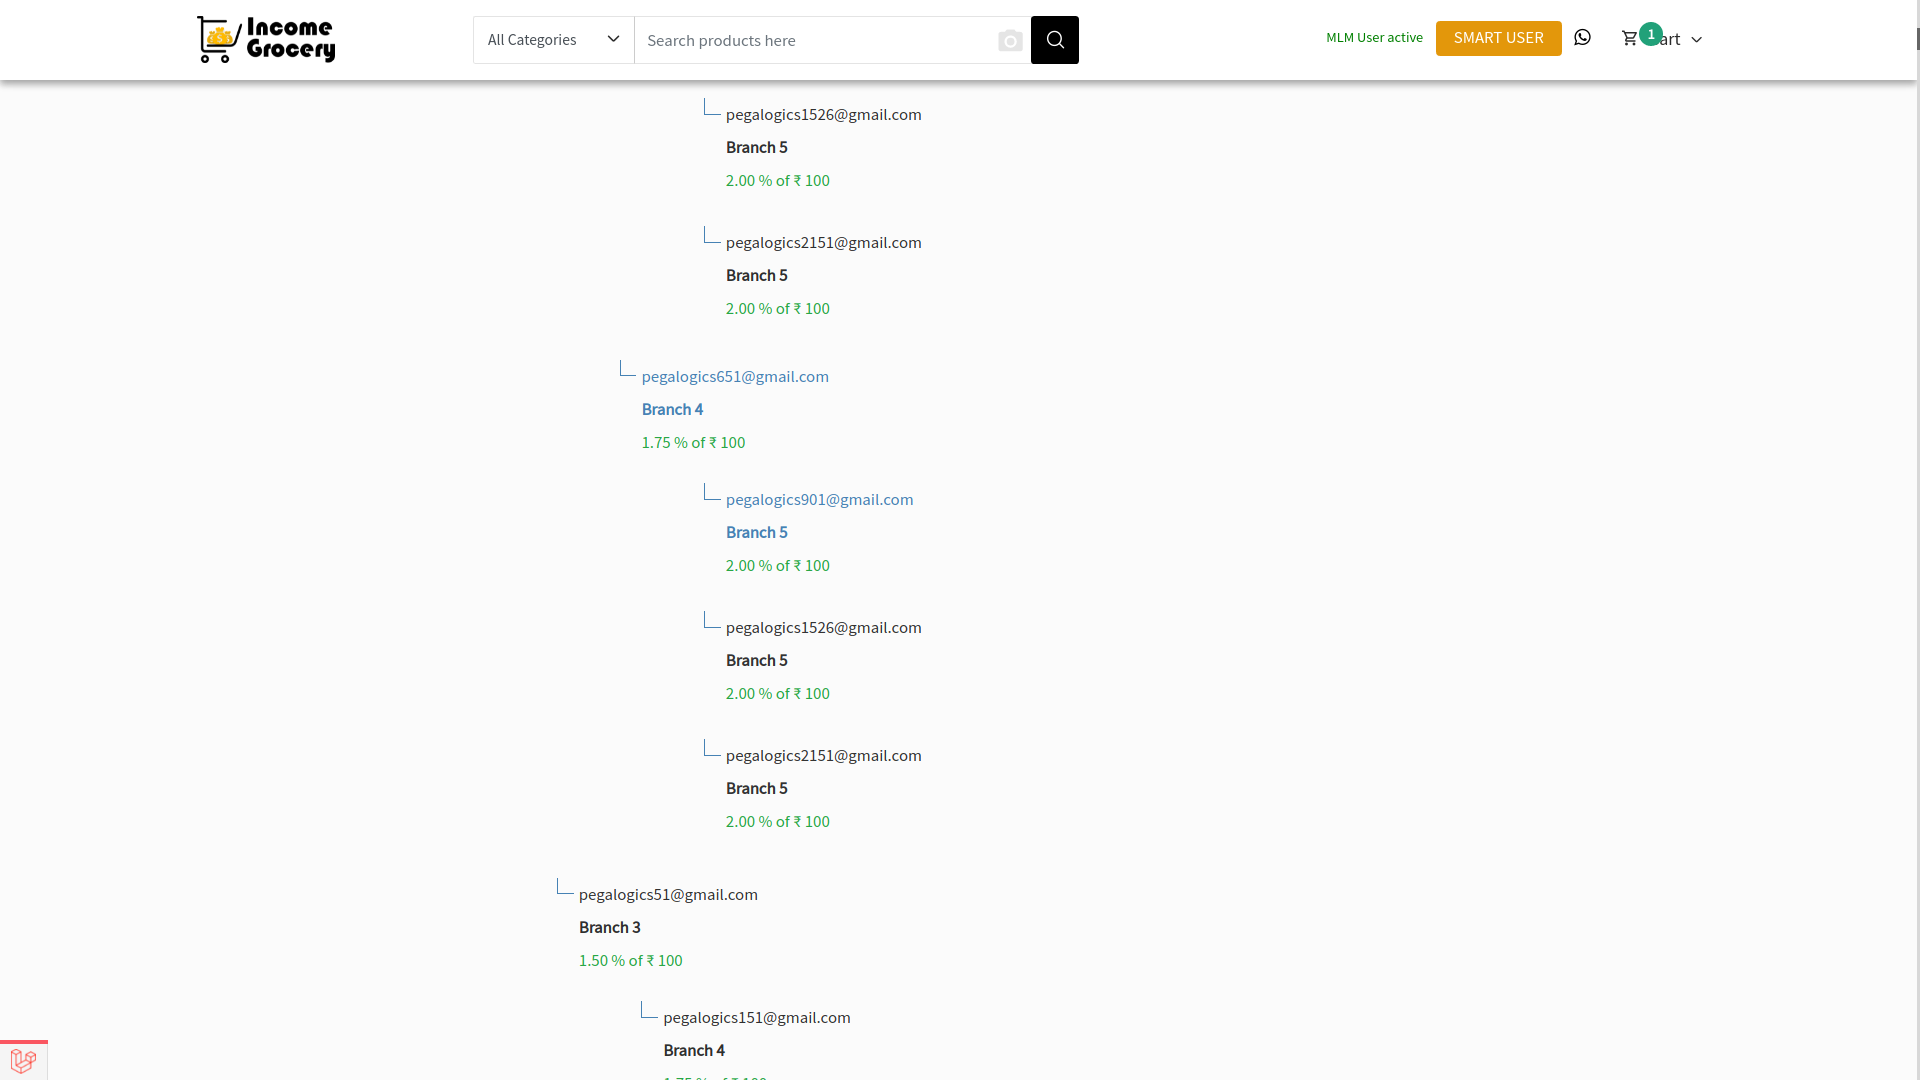 Income
Grocery
All Categories
Search products here
MLM User active
SMART USER
1
art
pegalogics1526@gmail.com
Branch 5
2.00 % of ₹ 100
pegalogics2151@gmail.com
Branch 5
2.00 % of ₹ 100
pegalogics651@gmail.com
Branch 4
1.75 % of ₹ 100
pegalogics901@gmail.com
Branch 5
2.00 % of ₹ 100
pegalogics1526@gmail.com
Branch 5
2.00 % of ₹ 100
pegalogics2151@gmail.com
Branch 5
2.00 % of ₹ 100
pegalogics51@gmail.com
Branch 3
1.50 % of ₹ 100
pegalogics151@gmail.com
Branch 4
1.75 % of ₹ 100